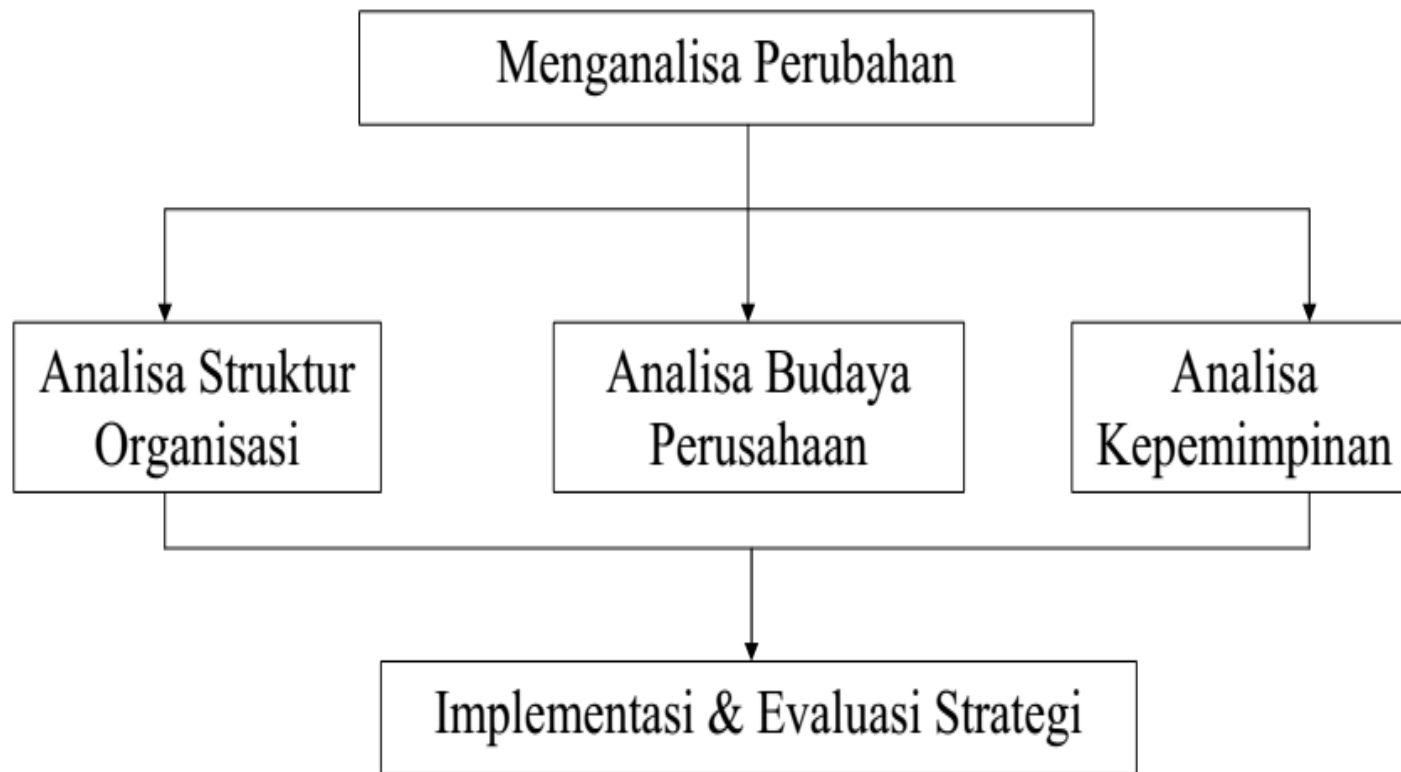 Menganalisa Perubahan
Analisa Struktur
Organisasi
Analisa Budaya
Perusahaan
Analisa
Kepemimpinan
Implementasi & Evaluasi Strategi